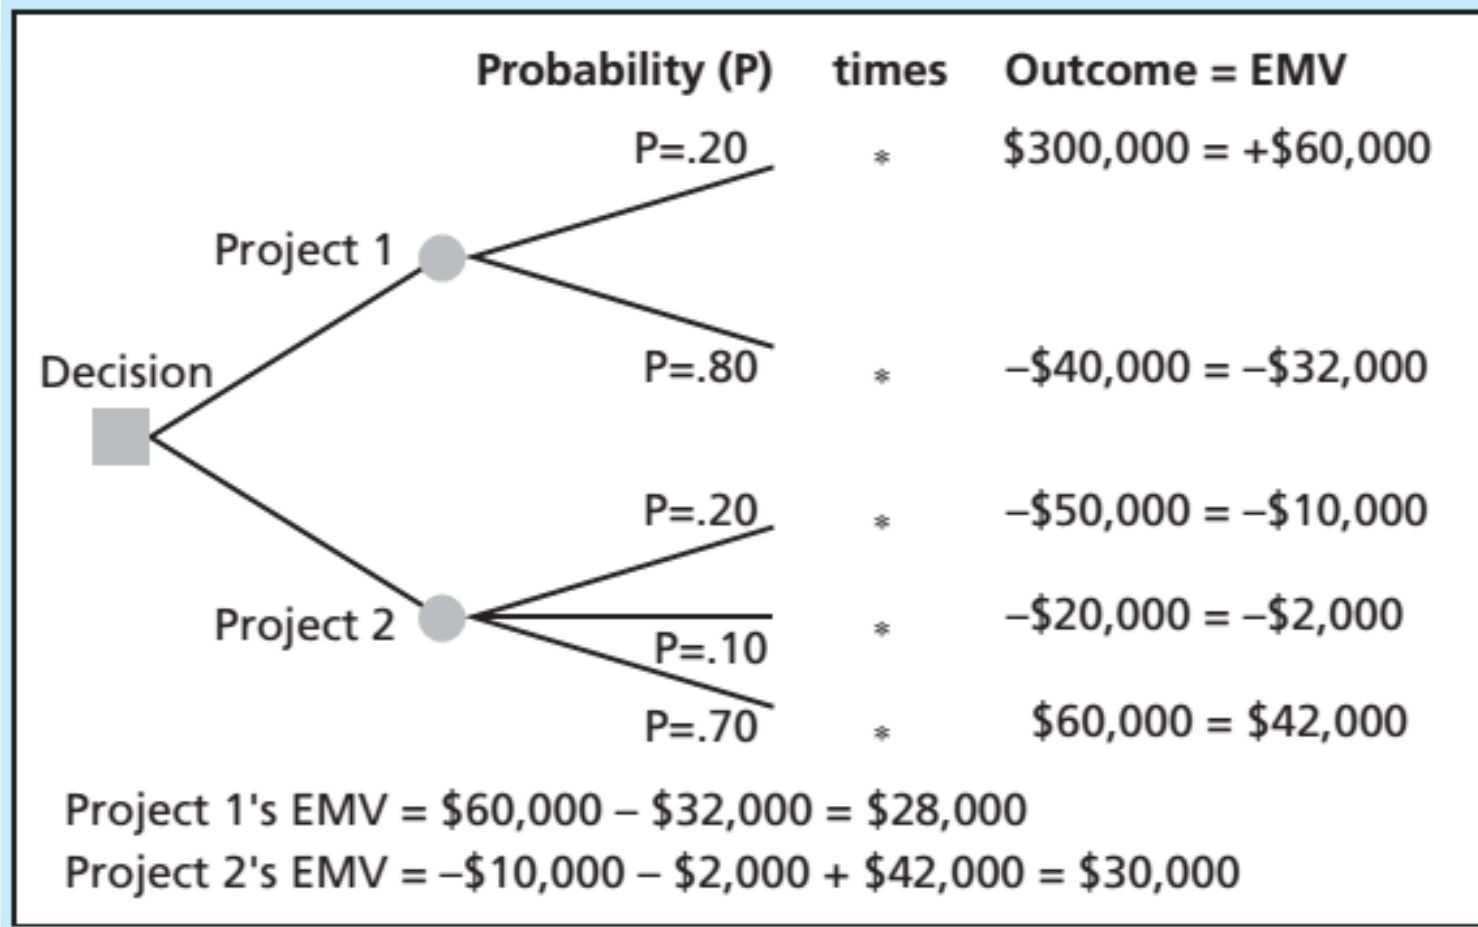 Probability (P) times Outcome = EMV
P=.20 * $300,000 = +$60,000
Project 1
P=.80 * –$40,000 = –$32,000
Decision
P=.20 * –$50,000 = –$10,000
Project 2
P=.10 * –$20,000 = –$2,000
P=.70 * $60,000 = $42,000
Project 1's EMV = $60,000 – $32,000 = $28,000
Project 2's EMV = –$10,000 – $2,000 + $42,000 = $30,000